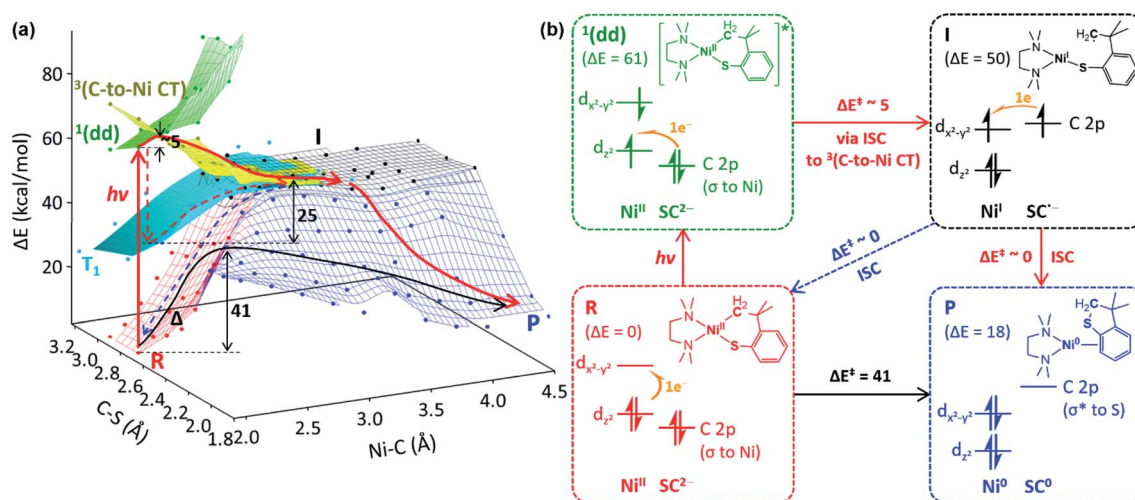 (a)
ΔE (kcal/mol)
80
60
40
20
³(C-to-Ni CT)
¹(dd)
~5
I
hν
25
T₁
Δ
41
R
P
3.2
3.0
2.8
2.6
2.4
2.2
1.8
C-S (Å)
2.0
2.5
3.0
3.5
4.0
4.5
Ni-C (Å)
(b)
¹(dd)
(ΔE = 61)
*
N
Ni^II
CH₂
N
S
d_x²-y²
1e⁻
d_z²
C 2p
(σ to Ni)
Ni^II SC²⁻
ΔE‡ ~ 5
via ISC
to ³(C-to-Ni CT)
I
(ΔE = 50)
H₂C
N
Ni^I
N
S
1e⁻
d_x²-y²
C 2p
d_z²
Ni^I SC•⁻
hν
ΔE‡ ~ 0
ISC
ΔE‡ ~ 0 ISC
R
(ΔE = 0)
CH₂
N
Ni^II
N
S
d_x²-y²
1e⁻
d_z²
C 2p
(σ to Ni)
Ni^II SC²⁻
ΔE‡ = 41
P
(ΔE = 18)
H₂C
S
N
Ni⁰
N
C 2p
(σ* to S)
d_x²-y²
d_z²
Ni⁰ SC⁰